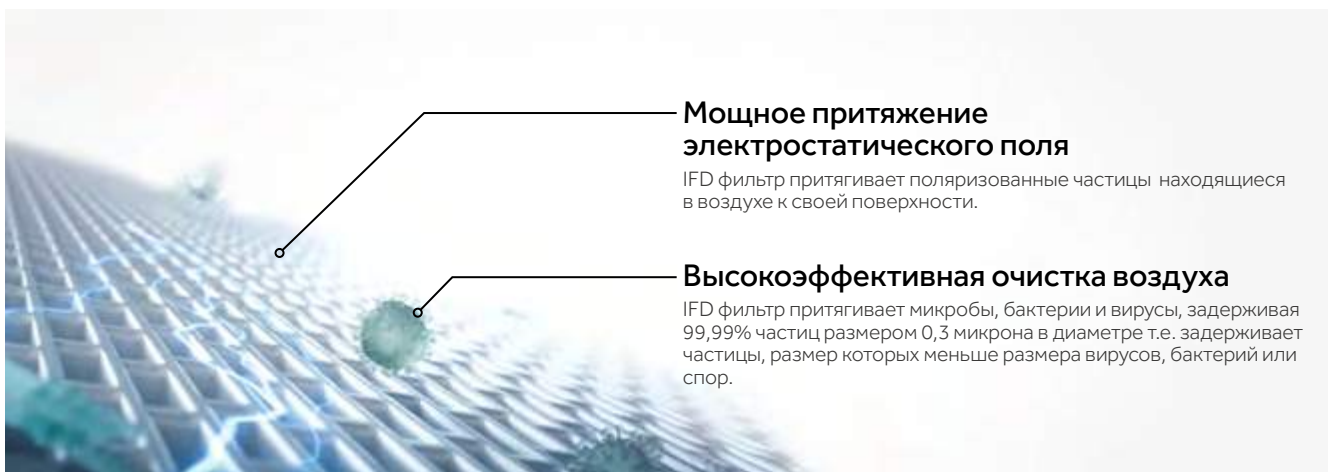 Мощное притяжение
электростатического поля
IFD фильтр притягивает поляризованные частицы находящиеся
в воздухе к своей поверхности.
Высокоэффективная очистка воздуха
IFD фильтр притягивает микробы, бактерии и вирусы, задерживая
99,99% частиц размером 0,3 микрона в диаметре т.е. задерживает
частицы, размер которых меньше размера вирусов, бактерий или
спор.